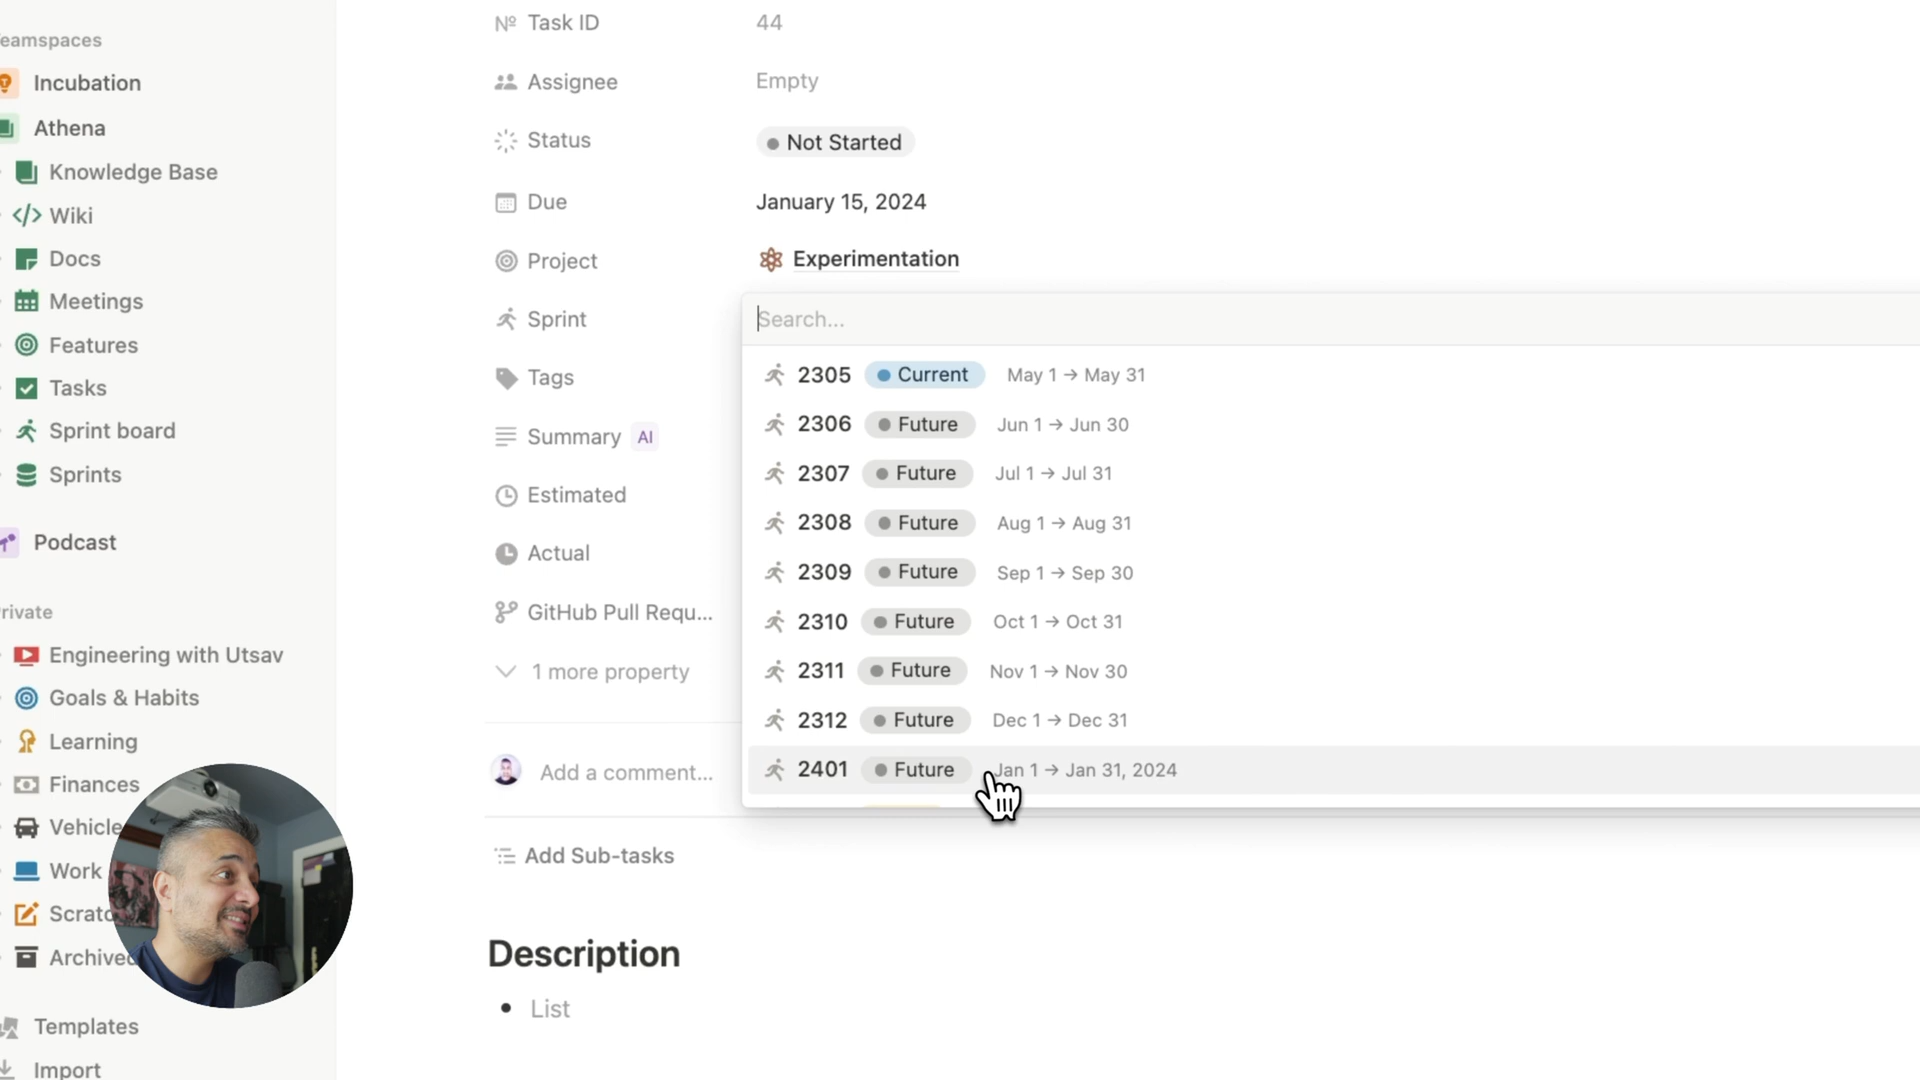 Teamspaces
Incubation
Athena
Knowledge Base
Wiki
Docs
Meetings
Features
Tasks
Sprint board
Sprints
Podcast
Private
Engineering with Utsav
Goals & Habits
Learning
Finances
Vehicle
Work
Scratc
Archived
Templates
Import
Nº Task ID 44
Assignee Empty
Status Not Started
Due January 15, 2024
Project Experimentation
Sprint Search...
Tags
Summary AI
Estimated
Actual
GitHub Pull Requ...
1 more property
2305 Current May 1 → May 31
2306 Future Jun 1 → Jun 30
2307 Future Jul 1 → Jul 31
2308 Future Aug 1 → Aug 31
2309 Future Sep 1 → Sep 30
2310 Future Oct 1 → Oct 31
2311 Future Nov 1 → Nov 30
2312 Future Dec 1 → Dec 31
2401 Future Jan 1 → Jan 31, 2024
Add a comment...
Add Sub-tasks
Description
• List